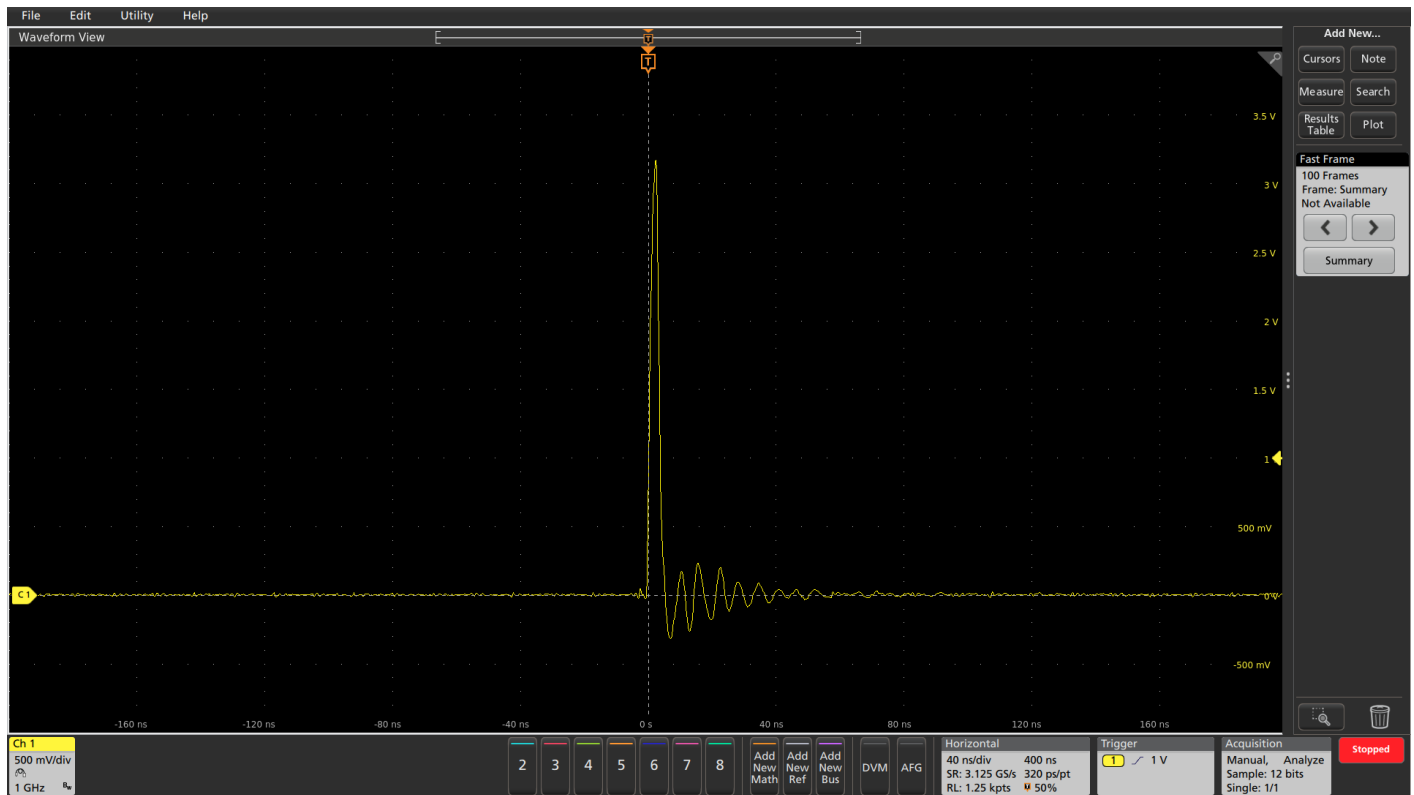 File Edit Utility Help
Waveform View
T
T
Add New...
Cursors Note
Measure Search
Results Table Plot
Fast Frame
100 Frames
Frame: Summary
Not Available
Summary
3.5 V
3 V
2.5 V
2 V
1.5 V
1
500 mV
0 V
-500 mV
C1
-160 ns -120 ns -80 ns -40 ns 0 s 40 ns 80 ns 120 ns 160 ns
Ch 1
500 mV/div
1 GHz Bw
2 3 4 5 6 7 8
Add New Math
Add New Ref
Add New Bus
DVM AFG
Horizontal
40 ns/div 400 ns
SR: 3.125 GS/s 320 ps/pt
RL: 1.25 kpts T 50%
Trigger
1 1 V
Acquisition
Manual, Analyze
Sample: 12 bits
Single: 1/1
Stopped